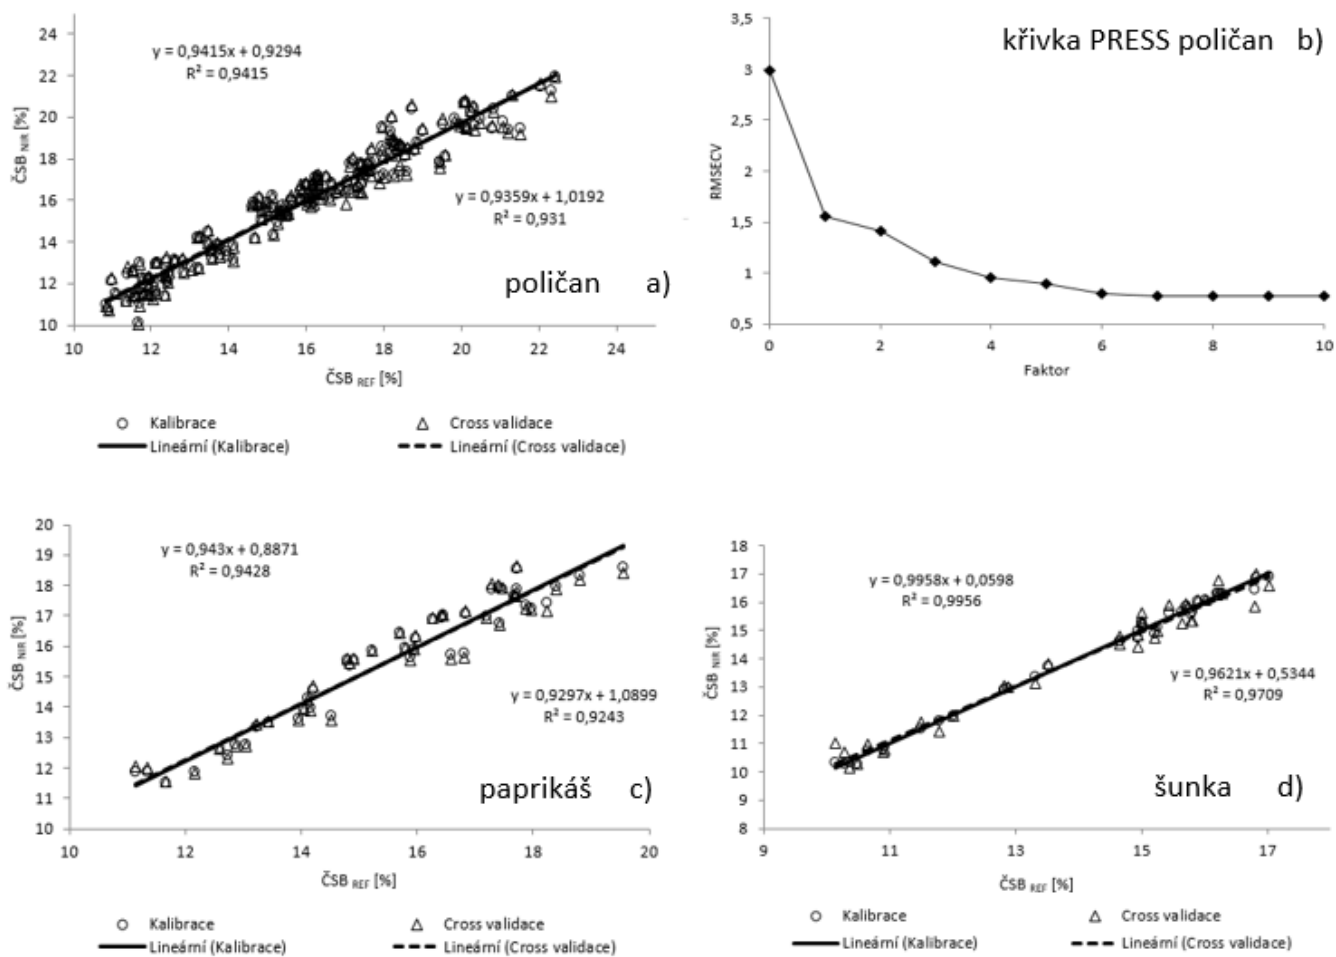 24
22
20
18
16
14
12
10
ČSB NIR [%]
y = 0,9415x + 0,9294
R² = 0,9415
y = 0,9359x + 1,0192
R² = 0,931
poličan a)
10 12 14 16 18 20 22 24
ČSB REF [%]
Kalibrace
Cross validace
Lineární (Kalibrace)
Lineární (Cross validace)
křivka PRESS poličan b)
3,5
3
2,5
2
1,5
1
0,5
RMSECV
0 2 4 6 8 10
Faktor
20
19
18
17
16
15
14
13
12
11
10
ČSB NIR [%]
y = 0,943x + 0,8871
R² = 0,9428
y = 0,9297x + 1,0899
R² = 0,9243
paprikáš c)
10 12 14 16 18 20
ČSB REF [%]
Kalibrace
Cross validace
Lineární (Kalibrace)
Lineární (Cross validace)
18
17
16
15
14
13
12
11
10
9
8
ČSB NIR [%]
y = 0,9958x + 0,0598
R² = 0,9956
y = 0,9621x + 0,5344
R² = 0,9709
šunka d)
9 11 13 15 17
ČSB REF [%]
Kalibrace
Cross validace
Lineární (Kalibrace)
Lineární (Cross validace)